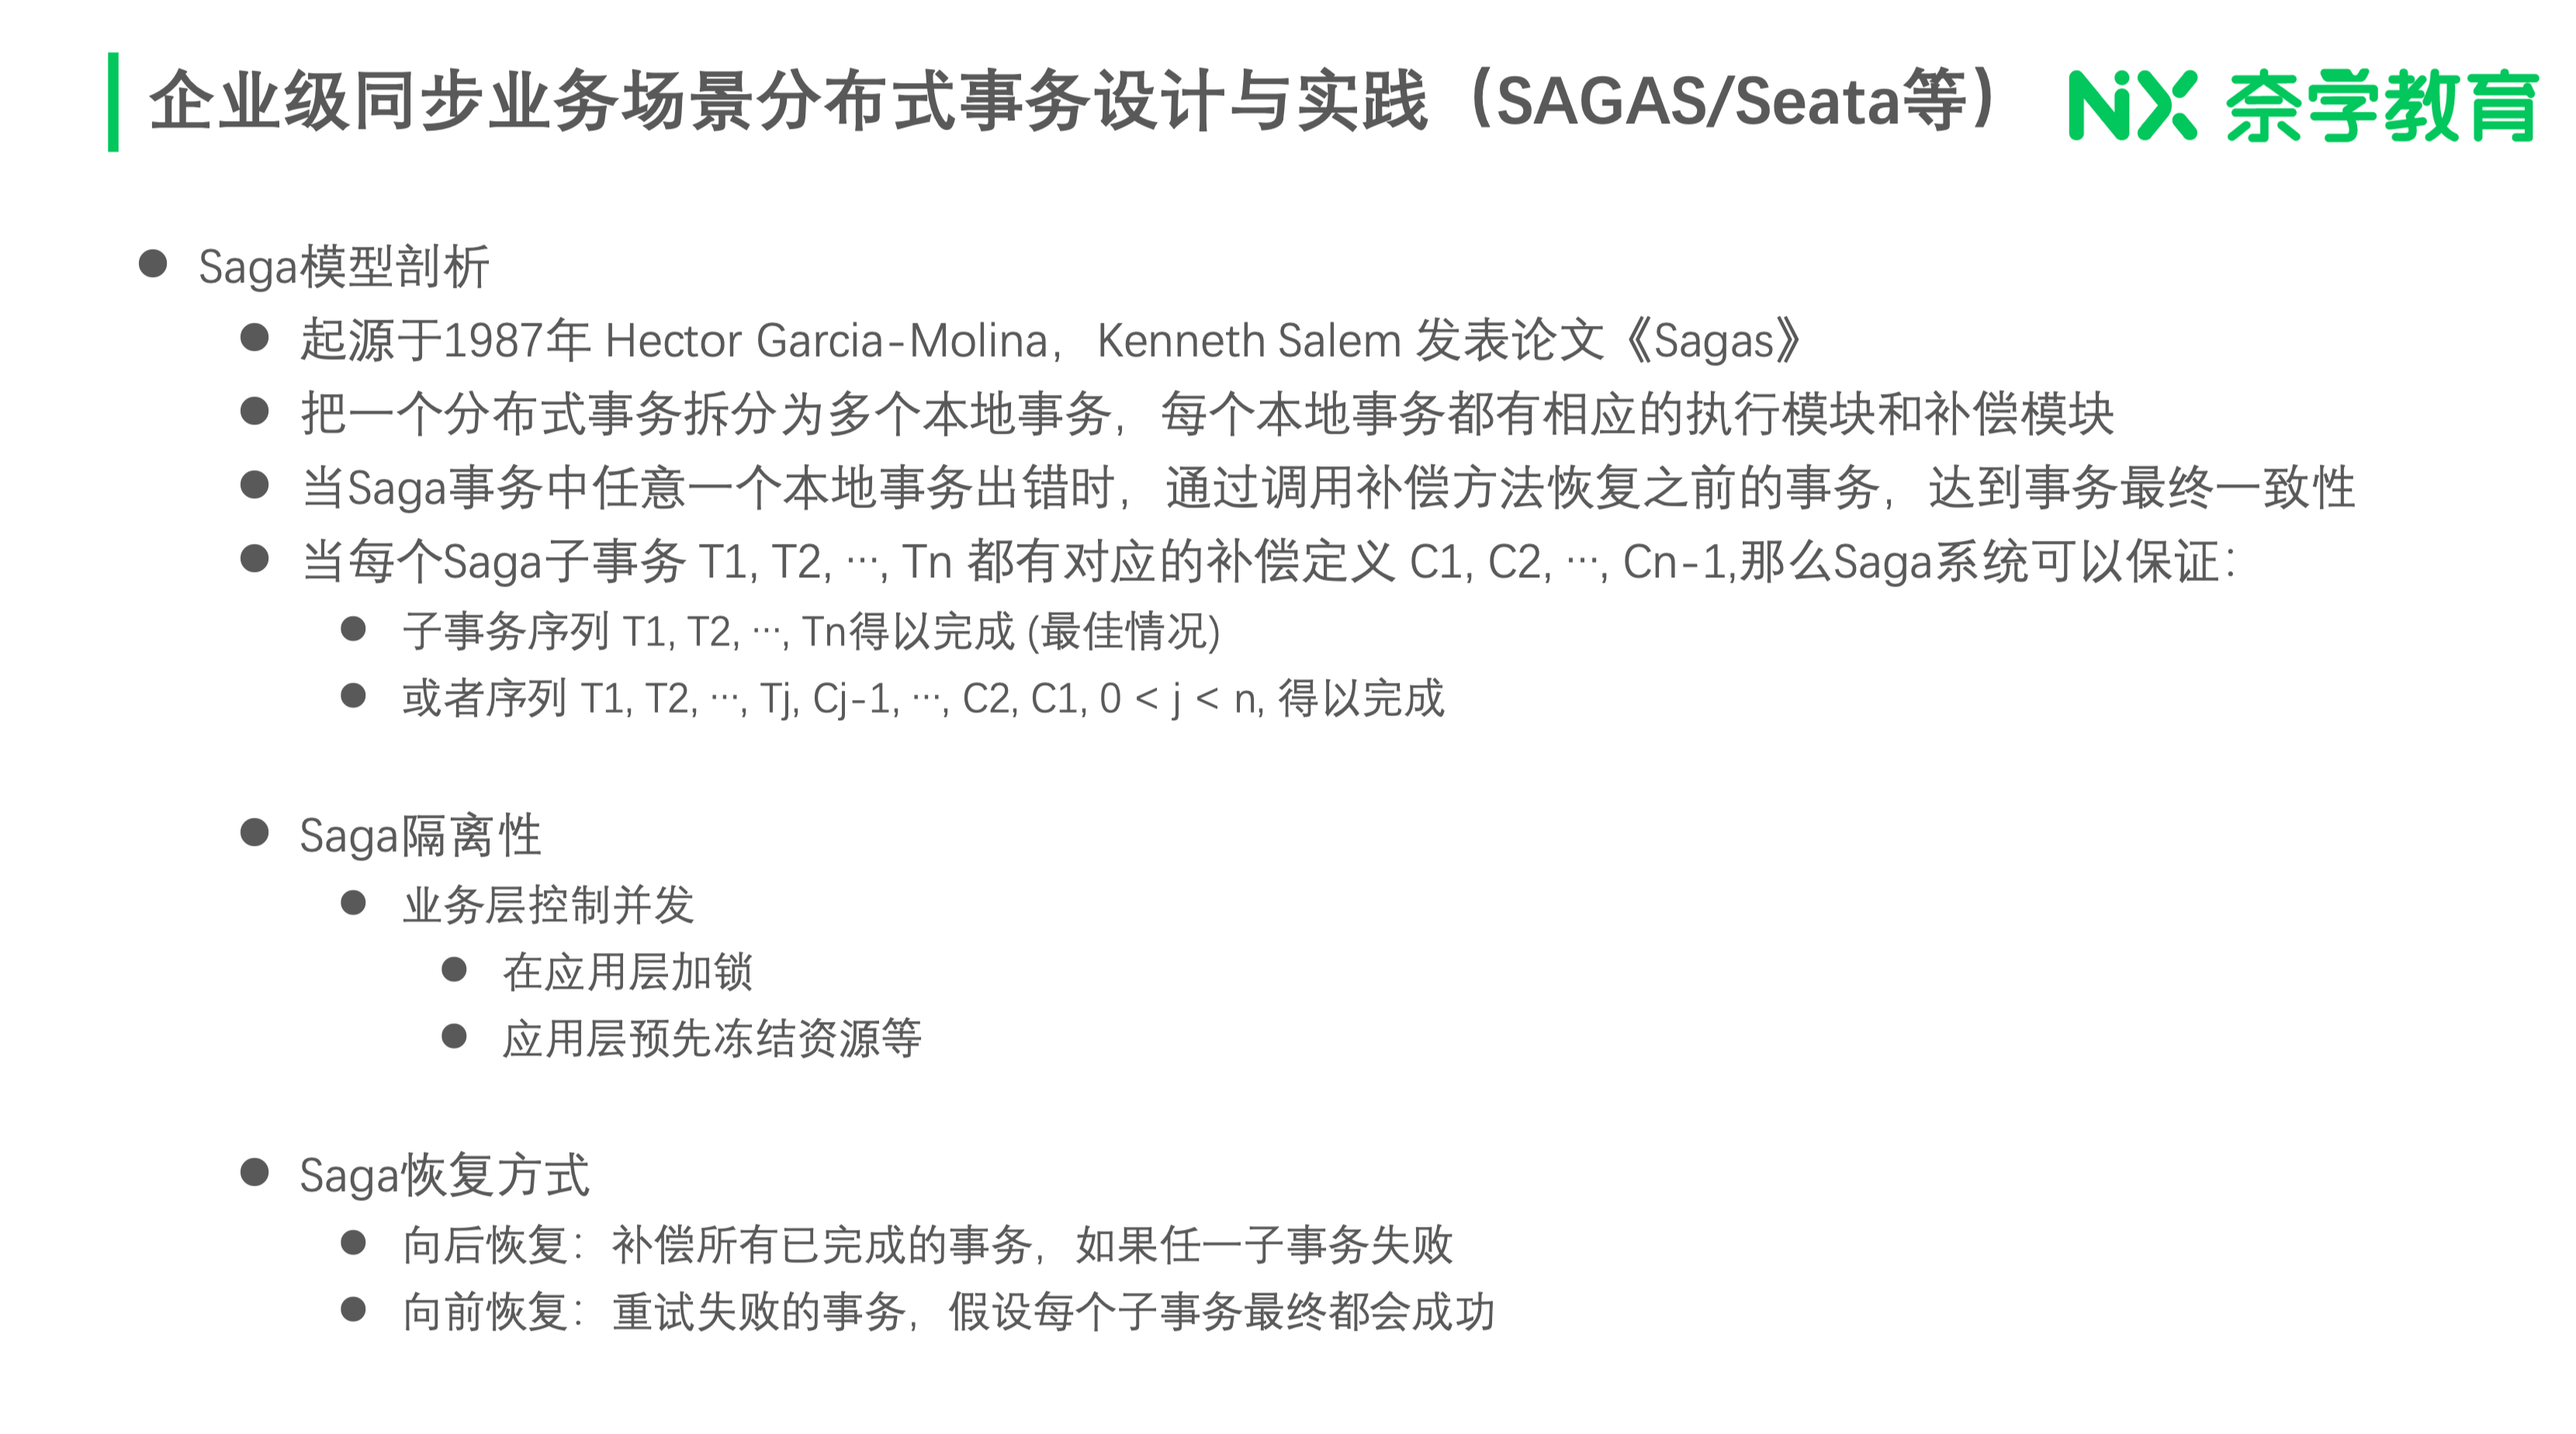 企业级同步业务场景分布式事务设计与实践（SAGAS/Seata等）
NiX 奈学教育
Saga模型剖析
起源于1987年 Hector Garcia-Molina，Kenneth Salem 发表论文《Sagas》
把一个分布式事务拆分为多个本地事务，每个本地事务都有相应的执行模块和补偿模块
当Saga事务中任意一个本地事务出错时，通过调用补偿方法恢复之前的事务，达到事务最终一致性
当每个Saga子事务 T1, T2, …, Tn 都有对应的补偿定义 C1, C2, …, Cn-1,那么Saga系统可以保证：
子事务序列 T1, T2, …, Tn得以完成 (最佳情况)
或者序列 T1, T2, …, Tj, Cj-1, …, C2, C1, 0 < j < n, 得以完成
Saga隔离性
业务层控制并发
在应用层加锁
应用层预先冻结资源等
Saga恢复方式
向后恢复：补偿所有已完成的事务，如果任一子事务失败
向前恢复：重试失败的事务，假设每个子事务最终都会成功